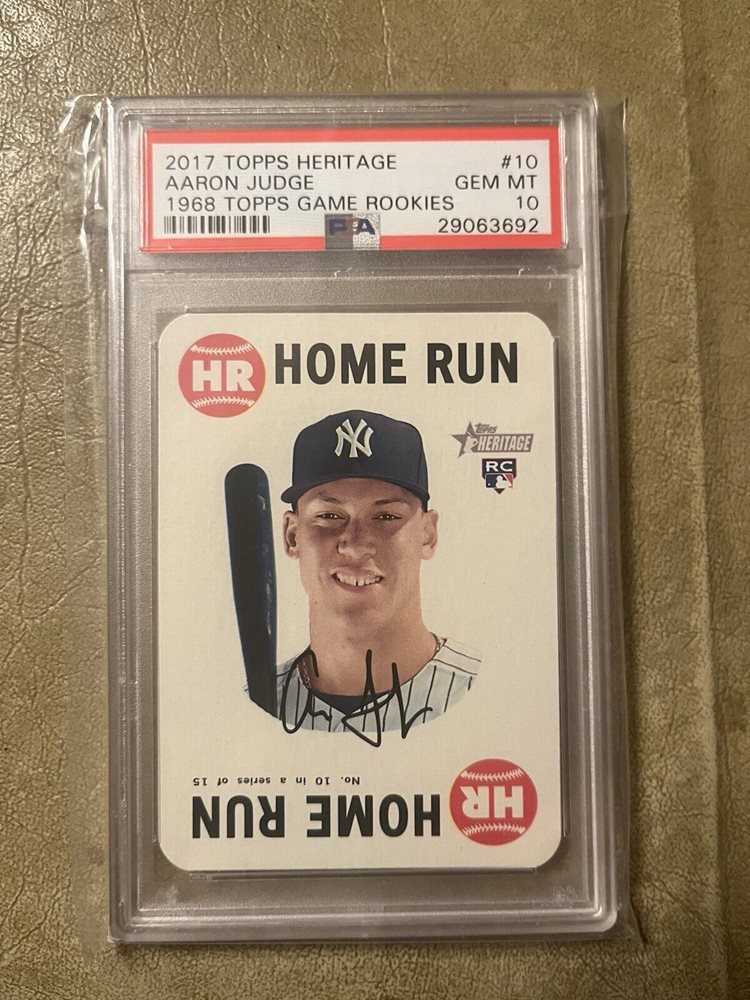 2017 TOPPS HERITAGE #10
AARON JUDGE GEM MT
1968 TOPPS GAME ROOKIES 10
PSA 29063692
HR HOME RUN
NY
Topps
HERITAGE
RC
No. 10 in a series of 15
HR HOME RUN